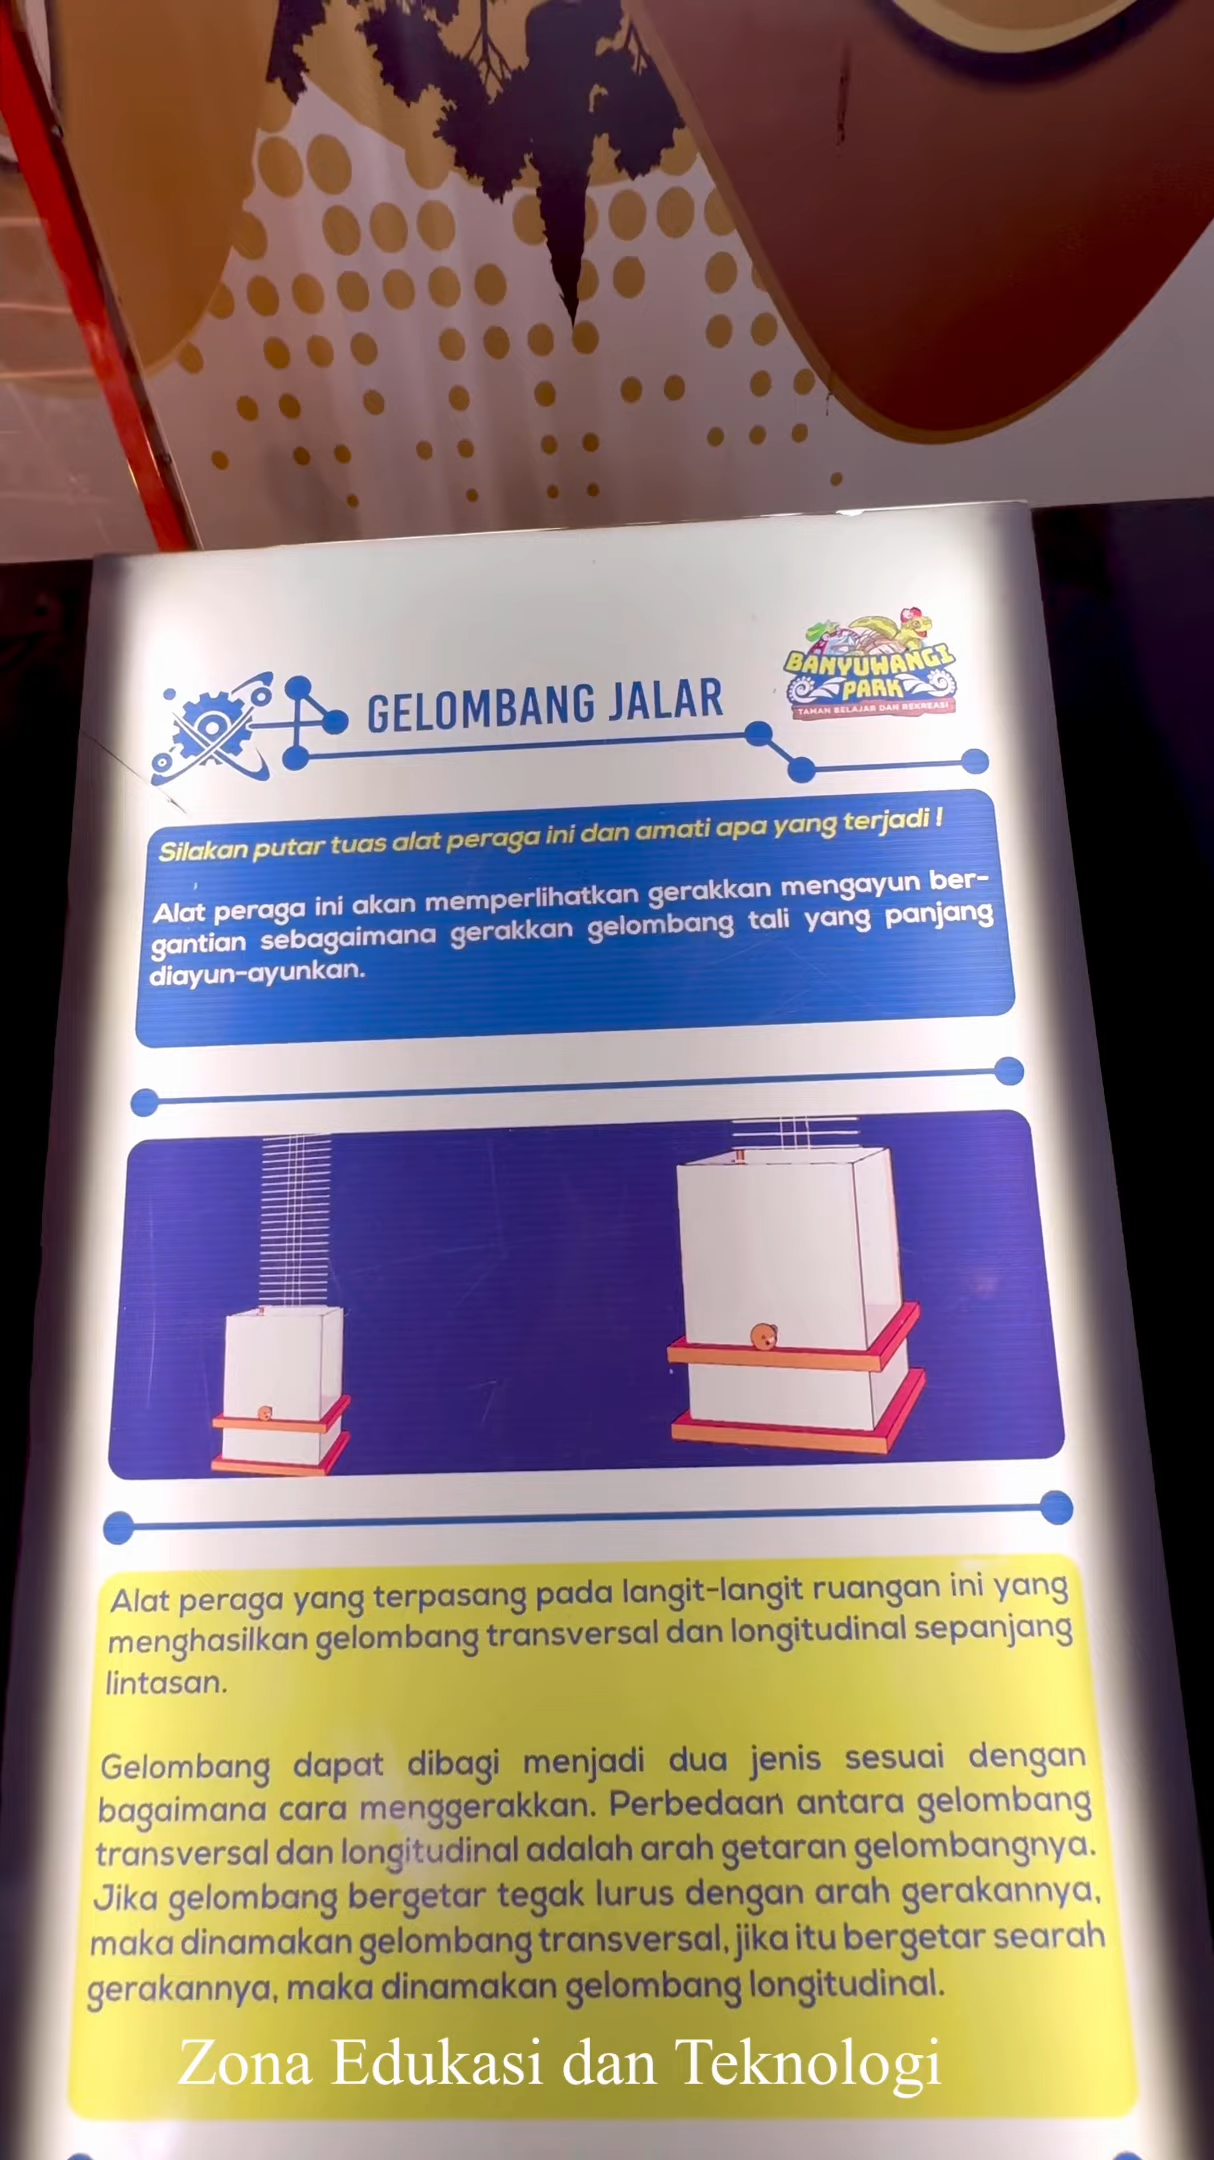 GELOMBANG JALAR
BANYUWANGI
PARK
TAMAN BELAJAR DAN REKREASI
Silakan putar tuas alat peraga ini dan amati apa yang terjadi !
Alat peraga ini akan memperlihatkan gerakkan mengayun ber-
gantian sebagaimana gerakkan gelombang tali yang panjang
diayun-ayunkan.
Alat peraga yang terpasang pada langit-langit ruangan ini yang
menghasilkan gelombang transversal dan longitudinal sepanjang
lintasan.
Gelombang dapat dibagi menjadi dua jenis sesuai dengan
bagaimana cara menggerakkan. Perbedaan antara gelombang
transversal dan longitudinal adalah arah getaran gelombangnya.
Jika gelombang bergetar tegak lurus dengan arah gerakannya,
maka dinamakan gelombang transversal, jika itu bergetar searah
gerakannya, maka dinamakan gelombang longitudinal.
Zona Edukasi dan Teknologi